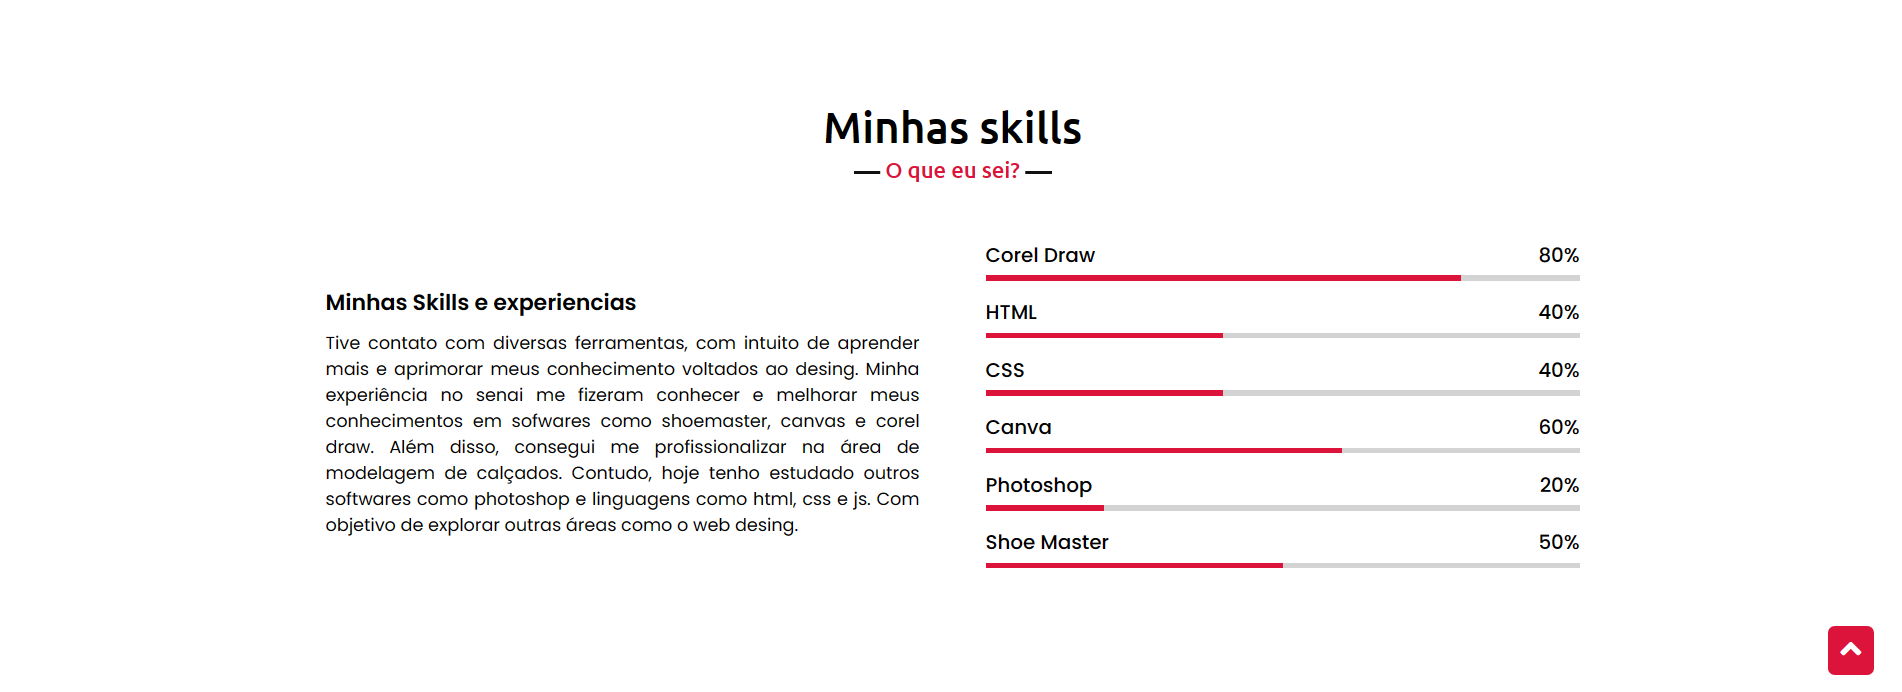 Minhas skills
O que eu sei?
Minhas Skills e experiencias
Tive contato com diversas ferramentas, com intuito de aprender
mais e aprimorar meus conhecimento voltados ao desing. Minha
experiência no senai me fizeram conhecer e melhorar meus
conhecimentos em sofwares como shoemaster, canvas e corel
draw. Além disso, consegui me profissionalizar na área de
modelagem de calçados. Contudo, hoje tenho estudado outros
softwares como photoshop e linguagens como html, css e js. Com
objetivo de explorar outras áreas como o web desing.
Corel Draw 80%
HTML 40%
CSS 40%
Canva 60%
Photoshop 20%
Shoe Master 50%